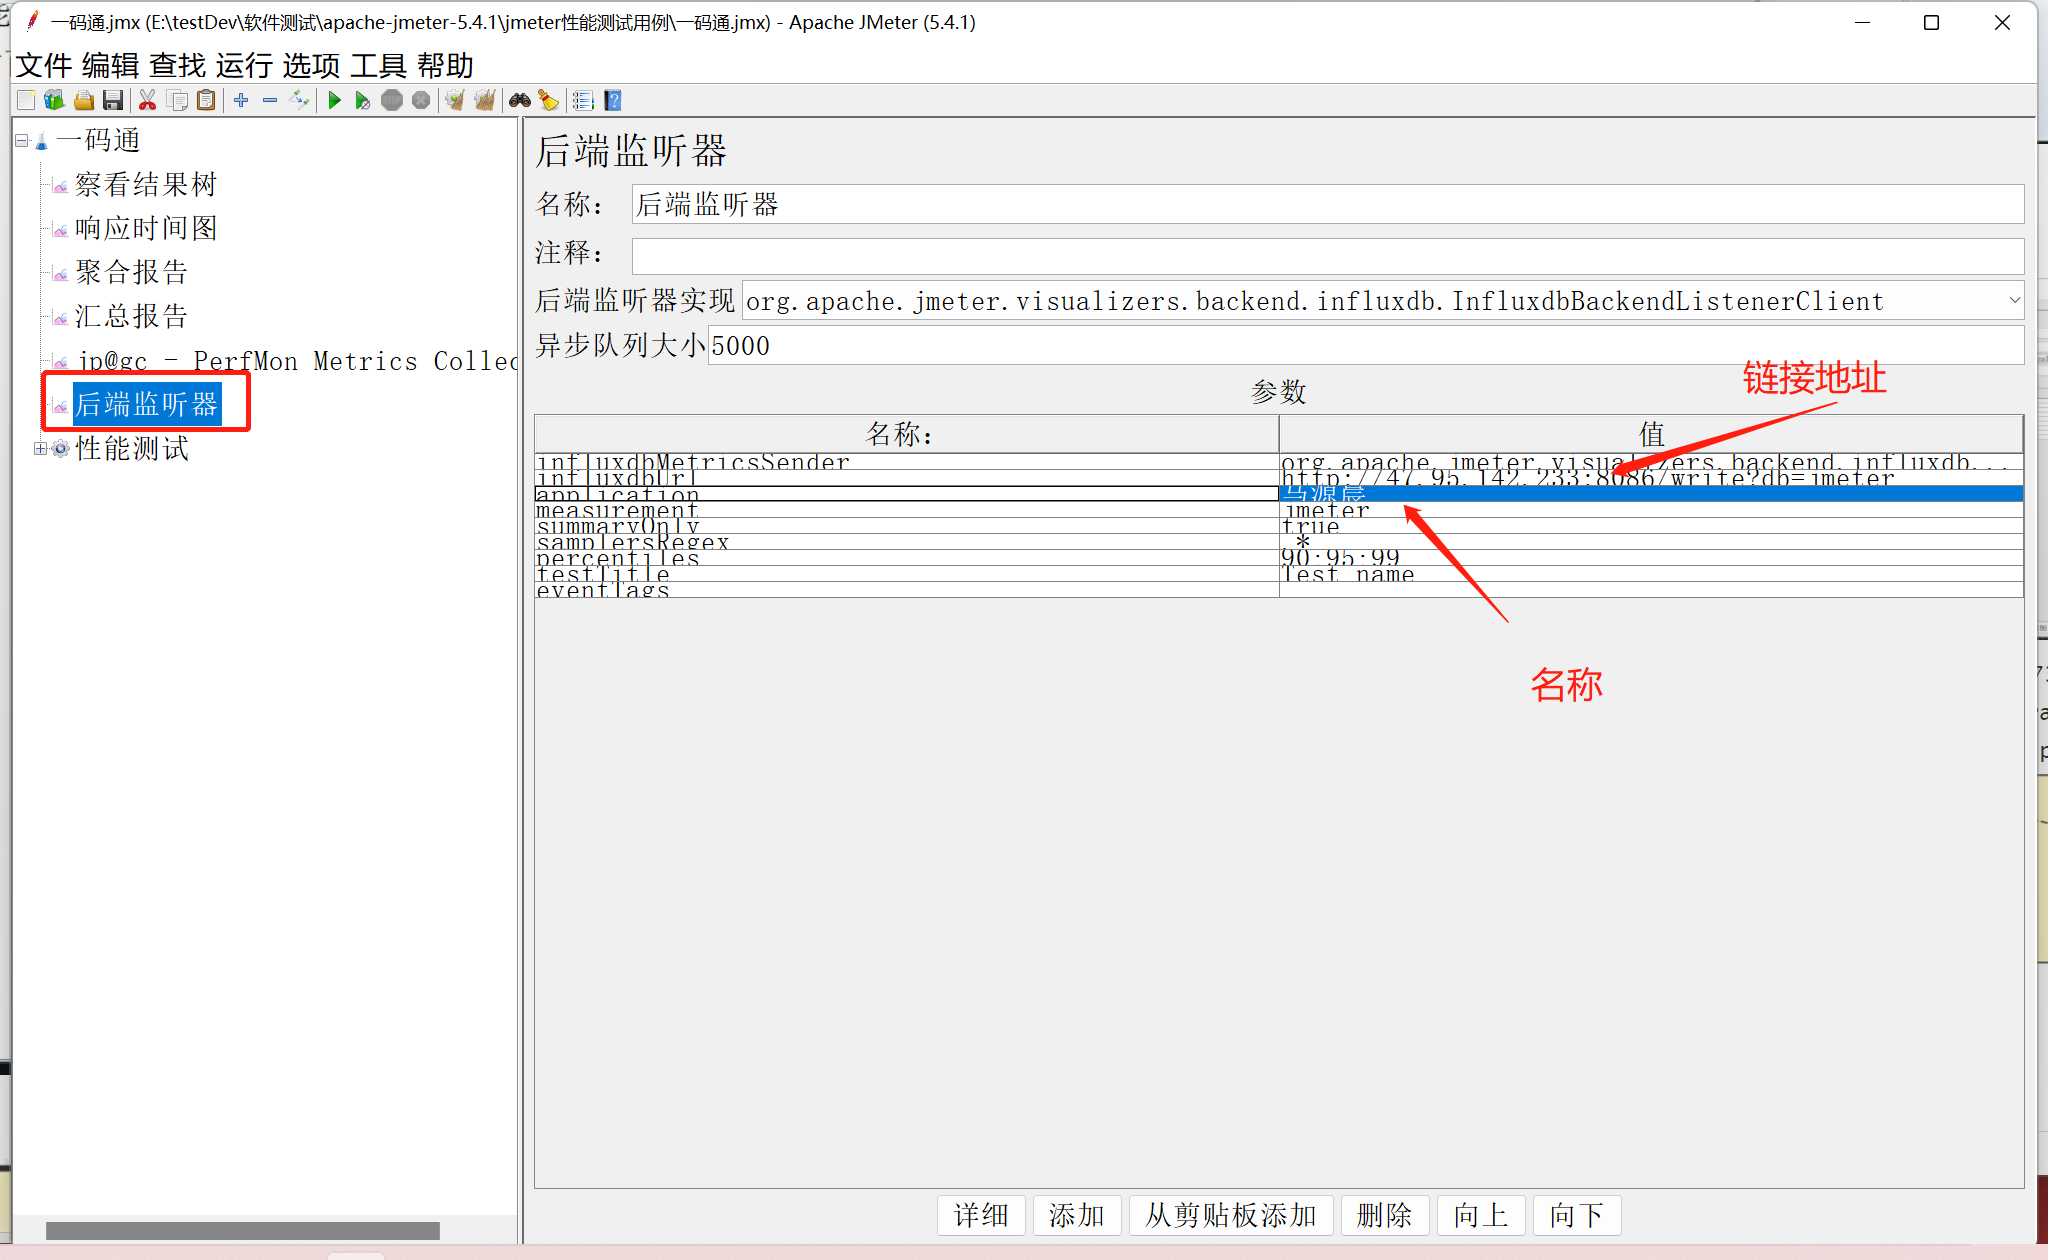 一码通.jmx (E:\testDev\软件测试\apache-jmeter-5.4.1\jmeter性能测试用例\一码通.jmx) - Apache JMeter (5.4.1)
文件 编辑 查找 运行 选项 工具 帮助
一码通
察看结果树
响应时间图
聚合报告
汇总报告
jp@gc - PerfMon Metrics Collec
后端监听器
性能测试
后端监听器
名称: 后端监听器
注释:
后端监听器实现 org.apache.jmeter.visualizers.backend.influxdb.InfluxdbBackendListenerClient
异步队列大小 5000
参数
链接地址
名称: 值
influxdbMetricsSender org.apache.jmeter.visualizers.backend.influxdb...
influxdbUrl http://47.95.142.233:8086/write?db=jmeter
application 马源晨
measurement jmeter
summaryOnly true
samplersRegex .*
percentiles 90;95;99
testTitle Test name
eventTags
名称
详细 添加 从剪贴板添加 删除 向上 向下